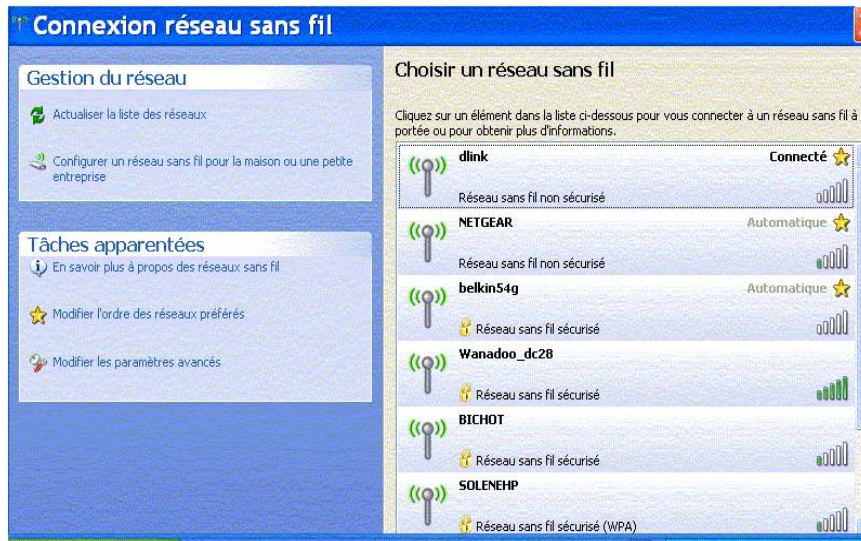 Connexion réseau sans fil
Gestion du réseau
Actualiser la liste des réseaux
Configurer un réseau sans fil pour la maison ou une petite
entreprise
Tâches apparentées
En savoir plus à propos des réseaux sans fil
Modifier l'ordre des réseaux préférés
Modifier les paramètres avancés
Choisir un réseau sans fil
Cliquez sur un élément dans la liste ci-dessous pour vous connecter à un réseau sans fil à
portée ou pour obtenir plus d'informations.
dlink Connecté
Réseau sans fil non sécurisé
NETGEAR Automatique
Réseau sans fil non sécurisé
belkin54g Automatique
Réseau sans fil sécurisé
Wanadoo_dc28
Réseau sans fil sécurisé
BICHOT
Réseau sans fil sécurisé
SOLENEHP
Réseau sans fil sécurisé (WPA)